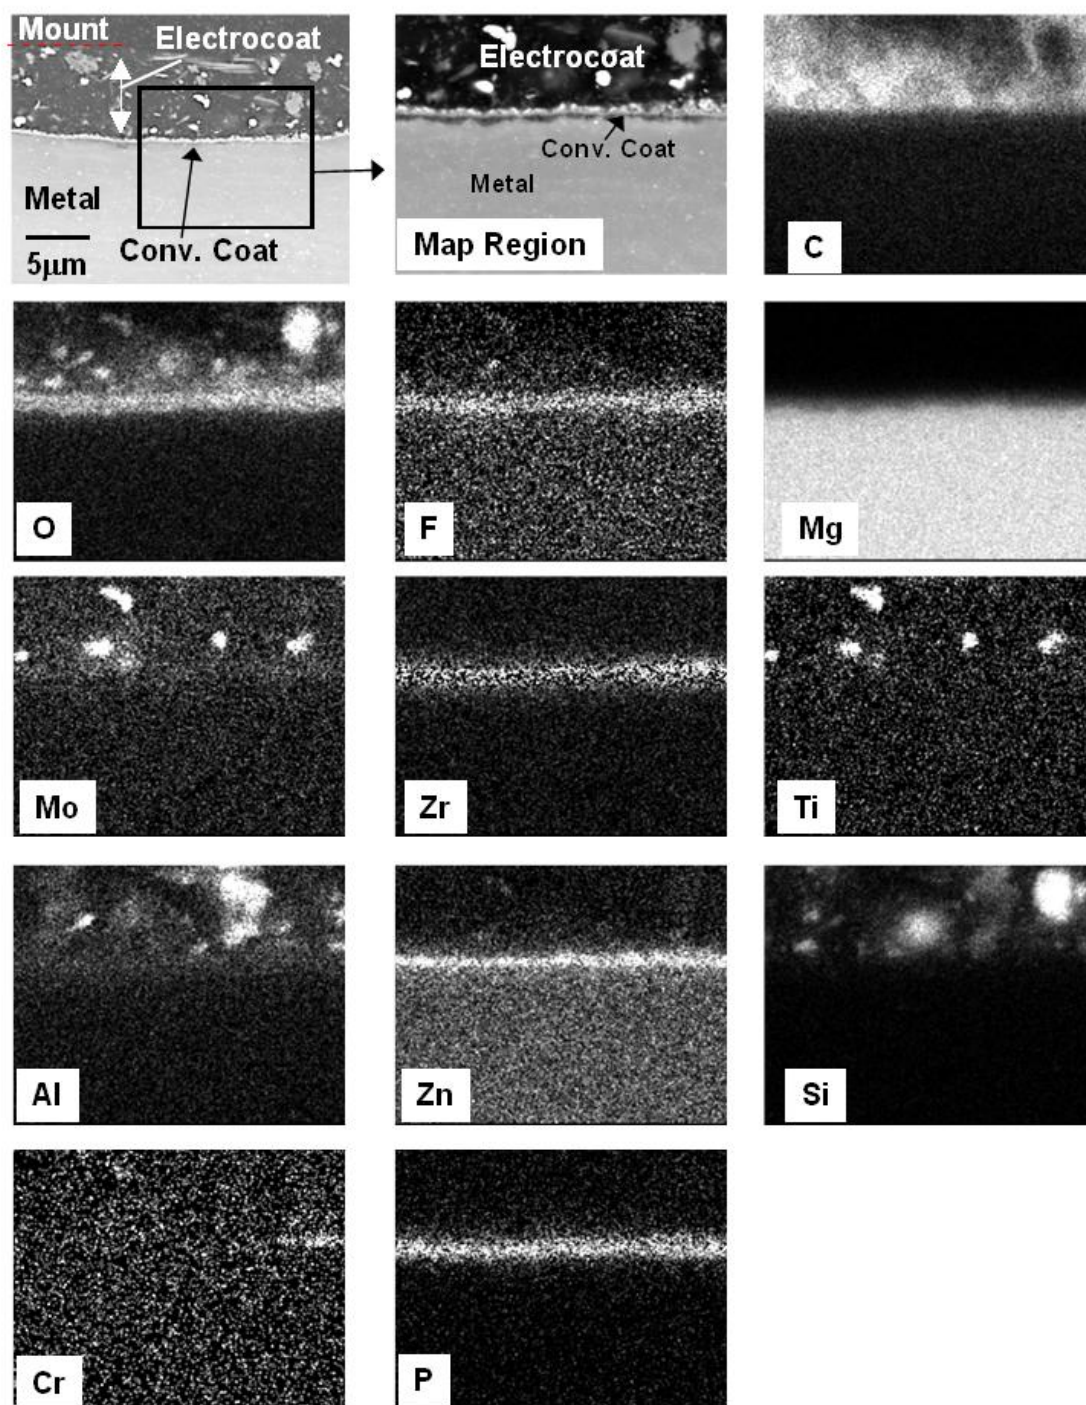 Mount
Electrocoat
Metal
5μm
Conv. Coat
Electrocoat
Conv. Coat
Metal
Map Region
C
O
F
Mg
Mo
Zr
Ti
Al
Zn
Si
Cr
P